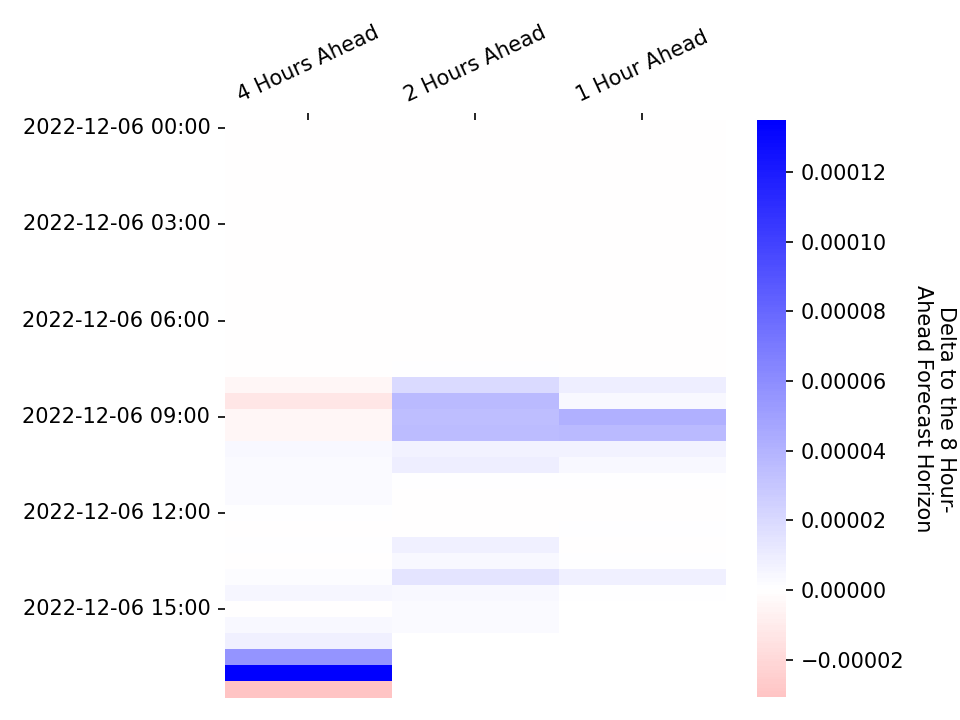 4 Hours Ahead
2 Hours Ahead
1 Hour Ahead
2022-12-06 00:00
2022-12-06 03:00
2022-12-06 06:00
2022-12-06 09:00
2022-12-06 12:00
2022-12-06 15:00
0.00012
0.00010
0.00008
0.00006
0.00004
0.00002
0.00000
−0.00002
Delta to the 8 Hour-
Ahead Forecast Horizon